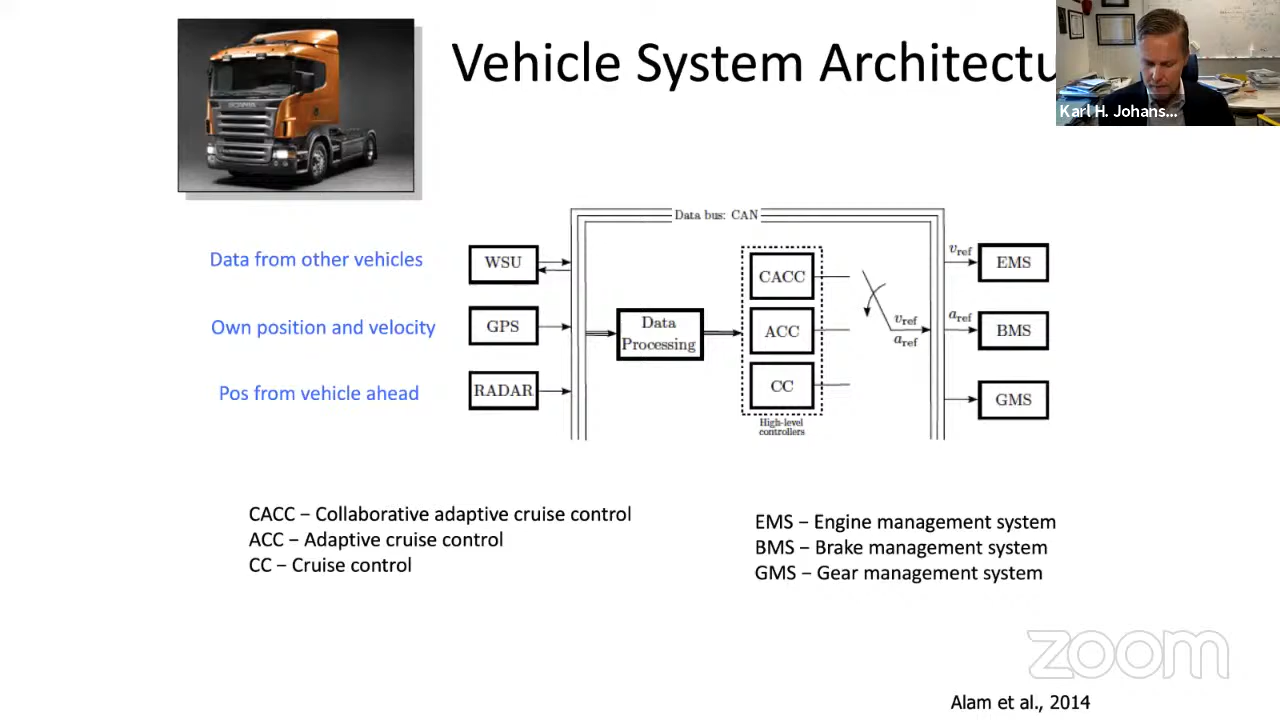 Vehicle System Architectu
Karl H. Johans...
SCANIA
Data bus: CAN
Data from other vehicles
WSU
CACC
v_ref
EMS
Own position and velocity
GPS
Data
Processing
ACC
v_ref
a_ref
a_ref
BMS
Pos from vehicle ahead
RADAR
CC
GMS
High-level
controllers
CACC – Collaborative adaptive cruise control
ACC – Adaptive cruise control
CC – Cruise control
EMS – Engine management system
BMS – Brake management system
GMS – Gear management system
zoom
Alam et al., 2014